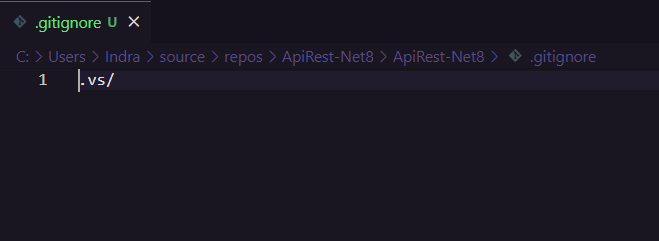 .gitignore U
C: > Users > Indra > source > repos > ApiRest-Net8 > ApiRest-Net8 > .gitignore
1 .vs/